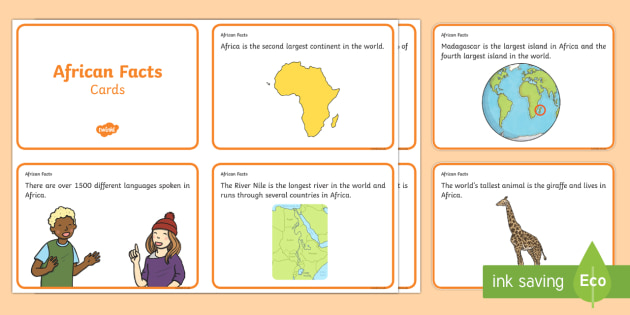 African Facts
Cards
twinkl
African Facts
Africa is the second largest continent in the world.
of
African Facts
Madagascar is the largest island in Africa and the
fourth largest island in the world.
African Facts
There are over 1500 different languages spoken in
Africa.
African Facts
The River Nile is the longest river in the world and
runs through several countries in Africa.
t is
African Facts
The world's tallest animal is the giraffe and lives in
Africa.
ink saving
Eco